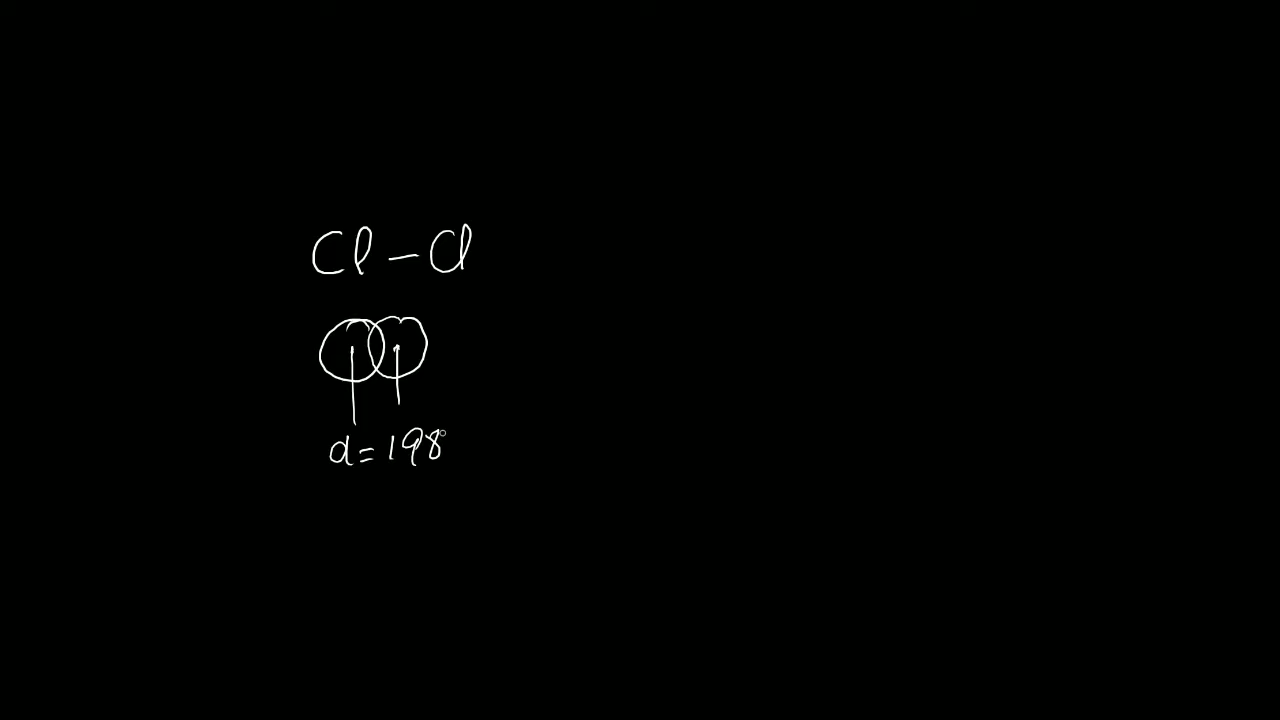 Cl – Cl
d = 198